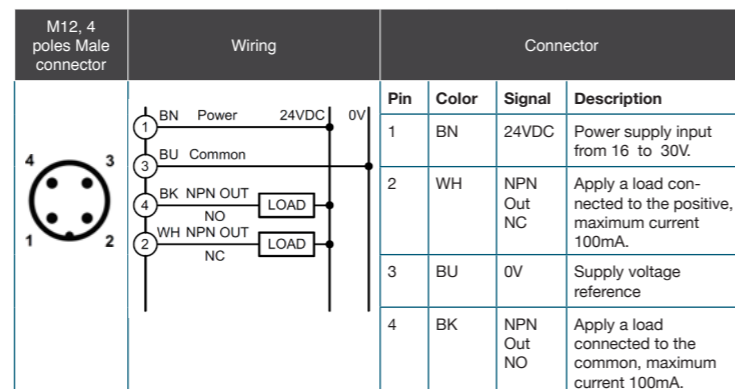 M12, 4
poles Male
connector
Wiring
Connector
4
3
1
2
1
BN
Power
24VDC
0V
3
BU
Common
4
BK
NPN OUT
LOAD
NO
2
WH
NPN OUT
LOAD
NC
Pin
Color
Signal
Description
1
BN
24VDC
Power supply input
from 16 to 30V.
2
WH
NPN
Out
NC
Apply a load con-
nected to the positive,
maximum current
100mA.
3
BU
0V
Supply voltage
reference
4
BK
NPN
Out
NO
Apply a load
connected to the
common, maximum
current 100mA.